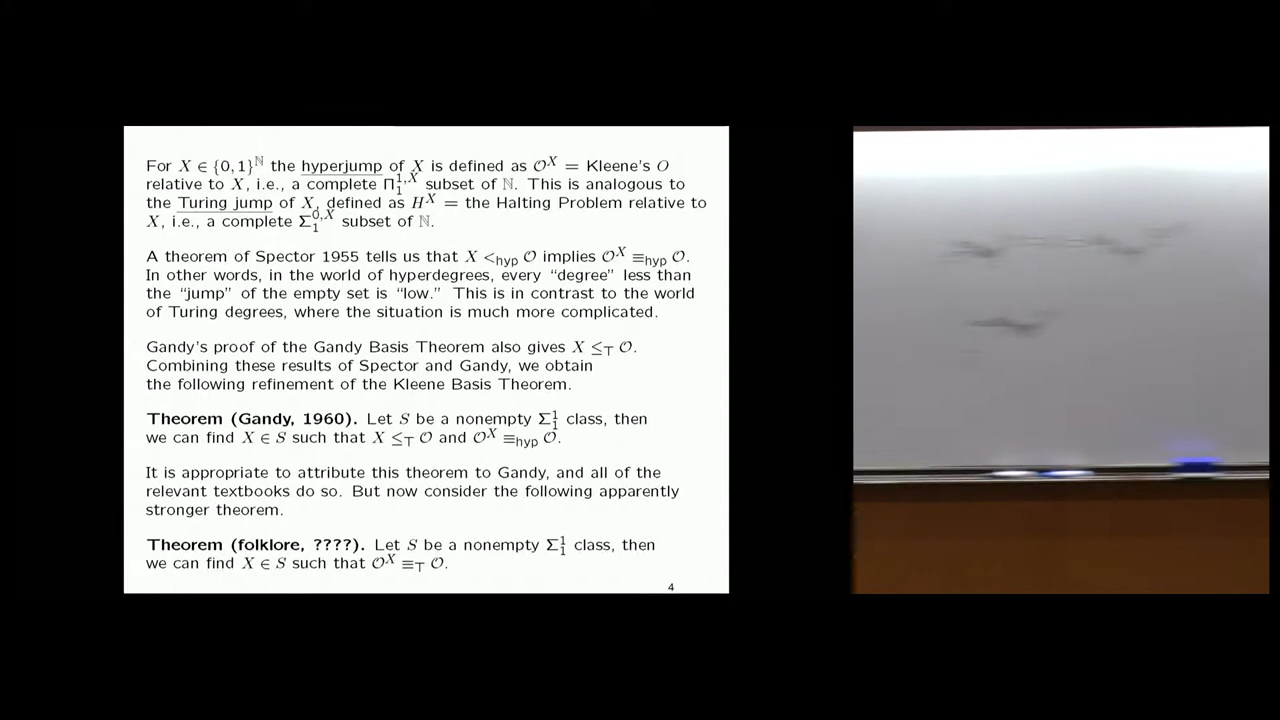 For X ∈ {0, 1}^ℕ the hyperjump of X is defined as 𝒪^X = Kleene's O
relative to X, i.e., a complete Π^{1,X}_1 subset of ℕ. This is analogous to
the Turing jump of X, defined as H^X = the Halting Problem relative to
X, i.e., a complete Σ^{0,X}_1 subset of ℕ.
A theorem of Spector 1955 tells us that X <_hyp 𝒪 implies 𝒪^X ≡_hyp 𝒪.
In other words, in the world of hyperdegrees, every “degree” less than
the “jump” of the empty set is “low.” This is in contrast to the world
of Turing degrees, where the situation is much more complicated.
Gandy's proof of the Gandy Basis Theorem also gives X ≤_T 𝒪.
Combining these results of Spector and Gandy, we obtain
the following refinement of the Kleene Basis Theorem.
Theorem (Gandy, 1960). Let S be a nonempty Σ^1_1 class, then
we can find X ∈ S such that X ≤_T 𝒪 and 𝒪^X ≡_hyp 𝒪.
It is appropriate to attribute this theorem to Gandy, and all of the
relevant textbooks do so. But now consider the following apparently
stronger theorem.
Theorem (folklore, ????). Let S be a nonempty Σ^1_1 class, then
we can find X ∈ S such that 𝒪^X ≡_T 𝒪.
4